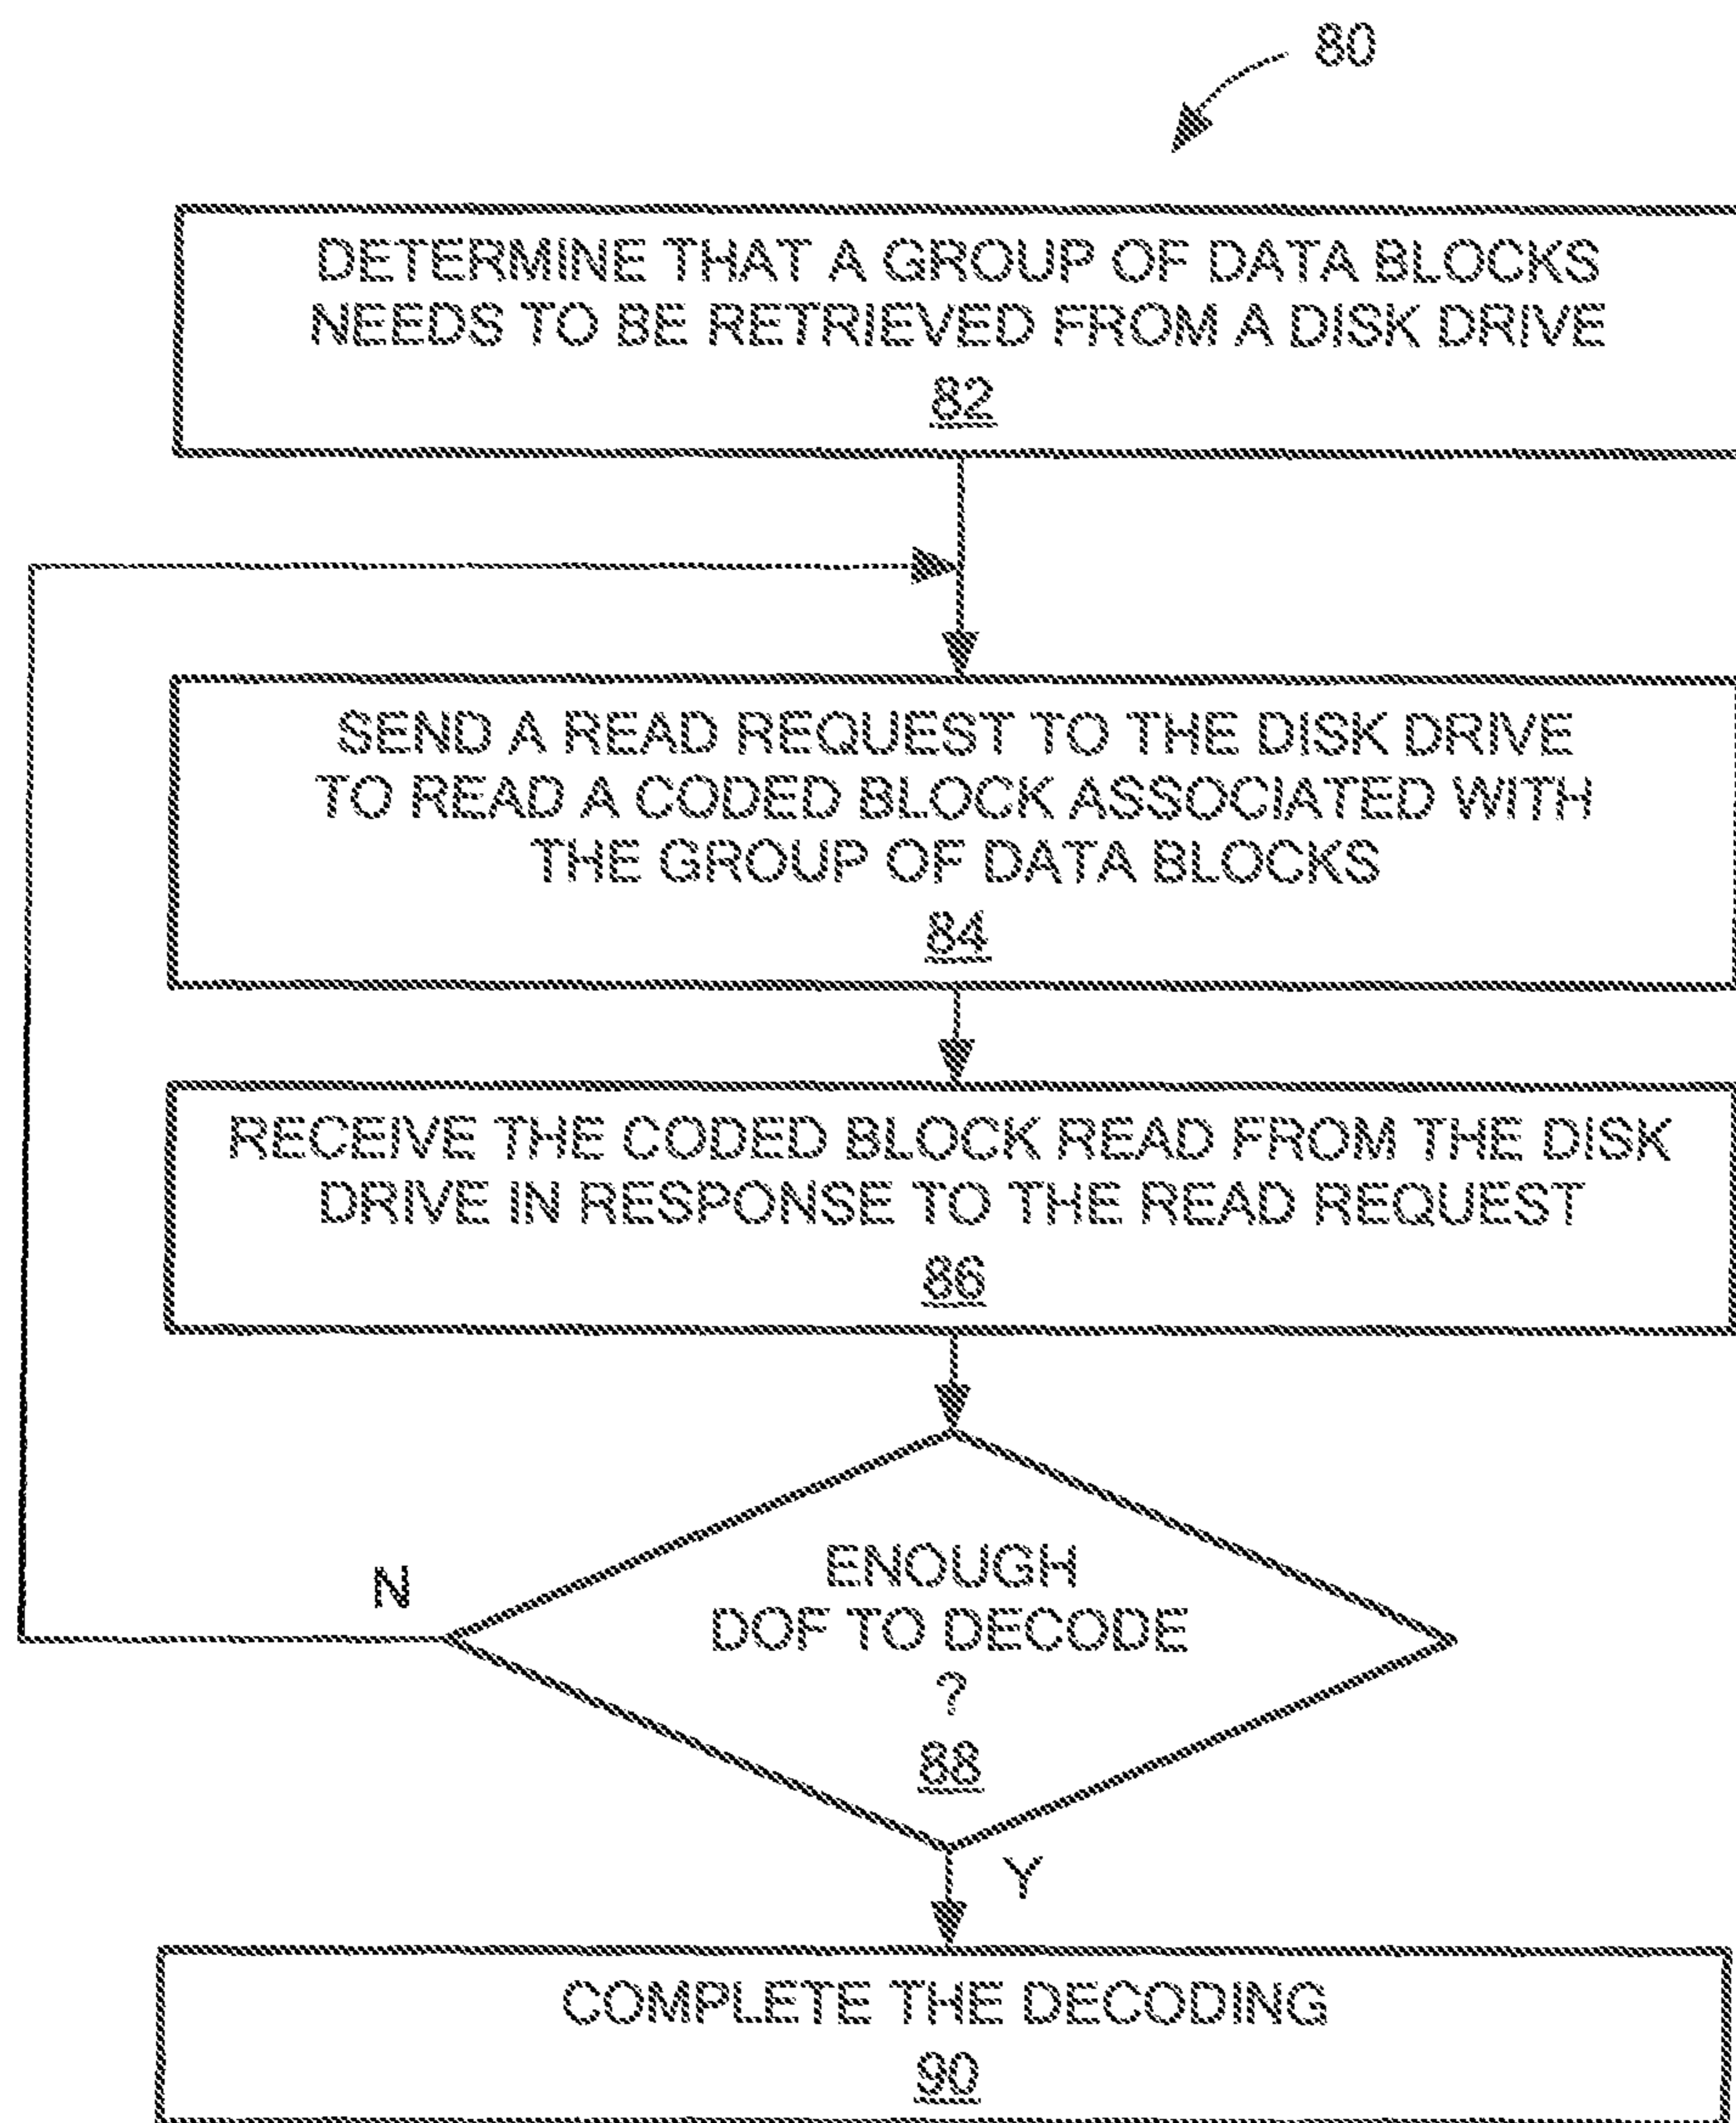 80
DETERMINE THAT A GROUP OF DATA BLOCKS
NEEDS TO BE RETRIEVED FROM A DISK DRIVE
82
SEND A READ REQUEST TO THE DISK DRIVE
TO READ A CODED BLOCK ASSOCIATED WITH
THE GROUP OF DATA BLOCKS
84
RECEIVE THE CODED BLOCK READ FROM THE DISK
DRIVE IN RESPONSE TO THE READ REQUEST
86
N
ENOUGH
DOF TO DECODE
?
88
Y
COMPLETE THE DECODING
90